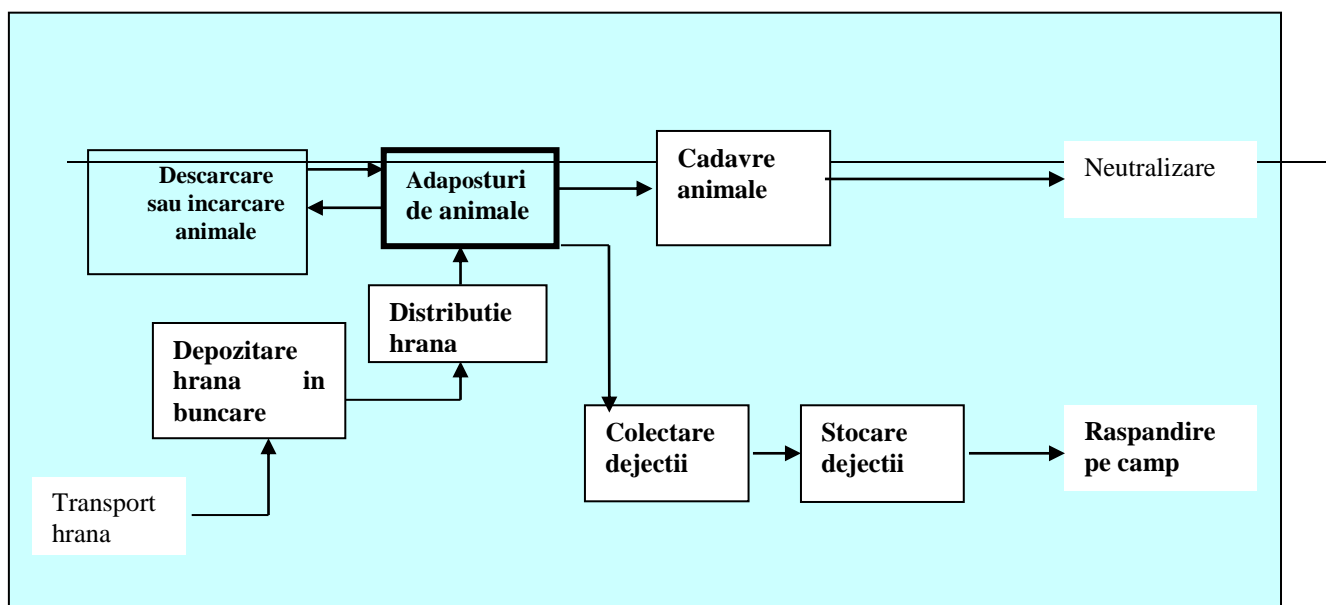 Descarcare
sau incarcare
animale
Adaposturi
de animale
Cadavre
animale
Neutralizare
Distributie
hrana
Depozitare
hrana in
buncare
Transport
hrana
Colectare
dejectii
Stocare
dejectii
Raspandire
pe camp